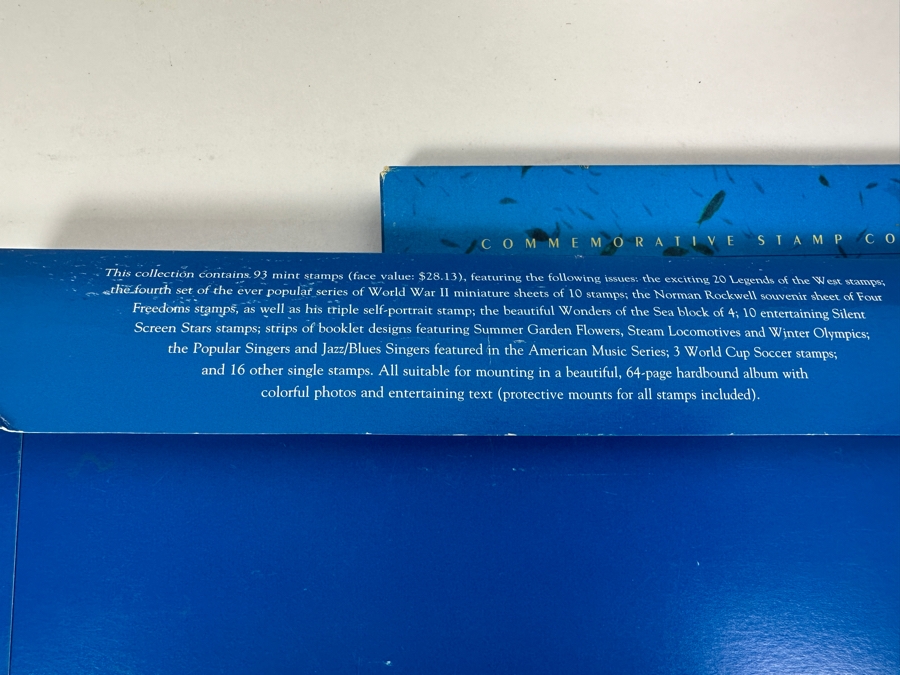 COMMEMORATIVE STAMP CO
This collection contains 93 mint stamps (face value: $28.13), featuring the following issues: the exciting 20 Legends of the West stamps;
the fourth set of the ever popular series of World War II miniature sheets of 10 stamps; the Norman Rockwell souvenir sheet of Four
Freedoms stamps, as well as his triple self-portrait stamp; the beautiful Wonders of the Sea block of 4; 10 entertaining Silent
Screen Stars stamps; strips of booklet designs featuring Summer Garden Flowers, Steam Locomotives and Winter Olympics;
the Popular Singers and Jazz/Blues Singers featured in the American Music Series; 3 World Cup Soccer stamps;
and 16 other single stamps. All suitable for mounting in a beautiful, 64-page hardbound album with
colorful photos and entertaining text (protective mounts for all stamps included).